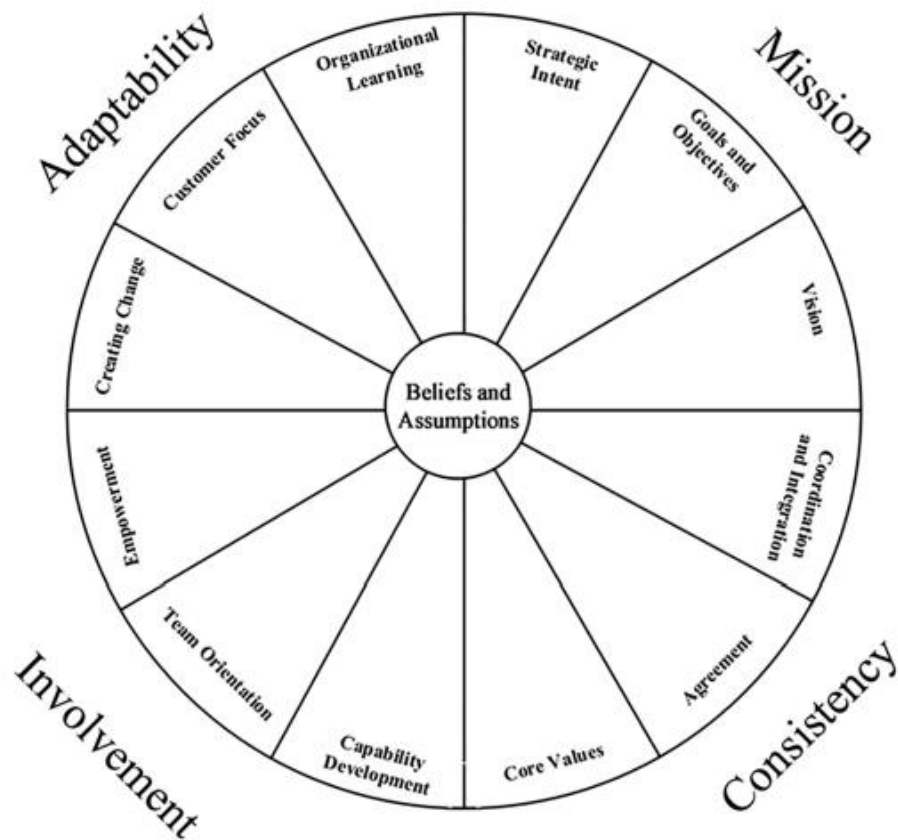 Adaptability
Mission
Organizational
Learning
Strategic
Intent
Customer Focus
Goals and
Objectives
Creating Change
Vision
Beliefs and
Assumptions
Empowerment
Coordination
and Integration
Team Orientation
Agreement
Capability
Development
Core Values
Involvement
Consistency